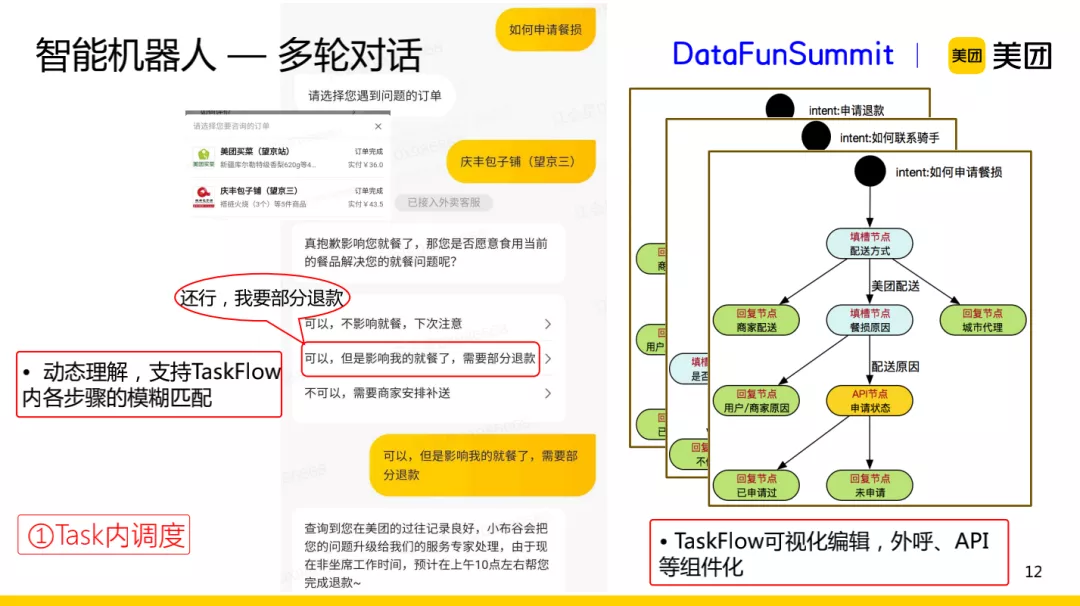 智能机器人 — 多轮对话
DataFunSummit
美团
美团
如何申请餐损
请选择您遇到问题的订单
请选择您要咨询的订单
美团买菜（望京站）
订单完成
新疆库尔勒特级香梨620g等4...
实付￥36.0
庆丰包子铺（望京三）
订单完成
搭裢火烧（3个）等5件商品
实付￥43.5
庆丰包子铺（望京三）
已接入外卖客服
真抱歉影响您就餐了，那您是否愿意食用当前
的餐品解决您的就餐问题呢？
还行，我要部分退款
可以，不影响就餐，下次注意
可以，但是影响我的就餐了，需要部分退款
不可以，需要商家安排补送
• 动态理解，支持TaskFlow
内各步骤的模糊匹配
可以，但是影响我的就餐了，需要部
分退款
①Task内调度
查询到您在美团的过往记录良好，小布谷会把
您的问题升级给我们的服务专家处理，由于现
在非坐席工作时间，预计在上午10点左右帮您
完成退款~
intent:申请退款
intent:如何联系骑手
intent:如何申请餐损
填槽节点
配送方式
美团配送
回复节点
商家配送
填槽节点
餐损原因
回复节点
城市代理
配送原因
回复节点
用户/商家原因
API节点
申请状态
回复节点
已申请过
回复节点
未申请
• TaskFlow可视化编辑，外呼、API
等组件化
12